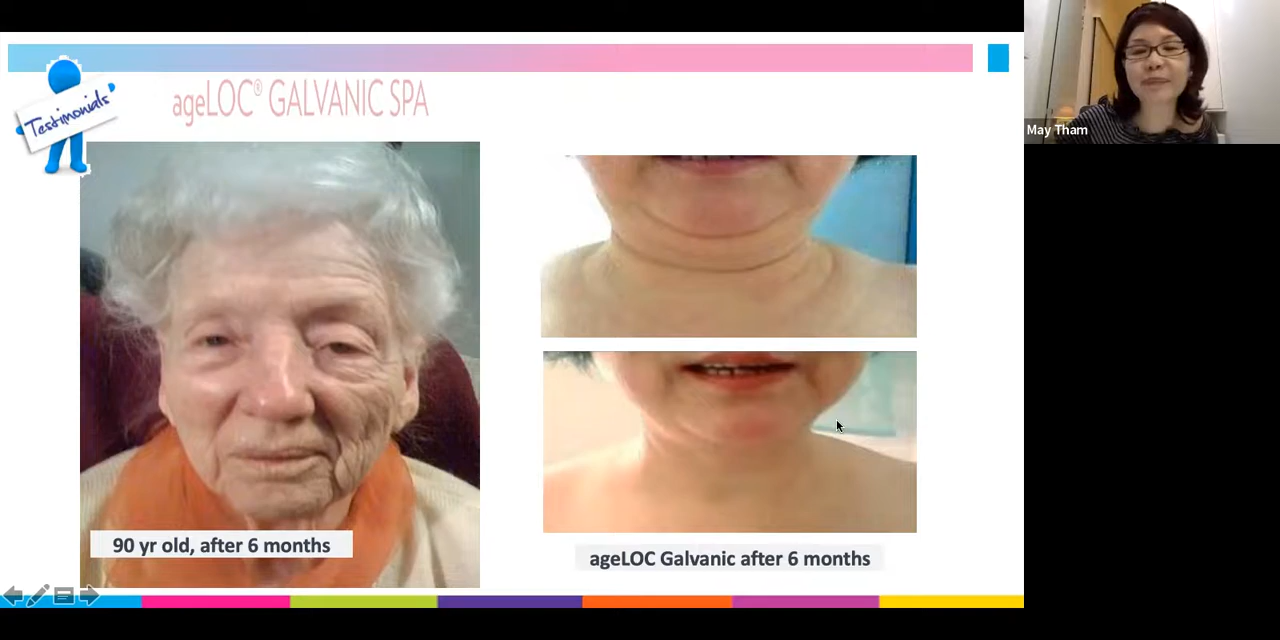 ageLOC® GALVANIC SPA
Testimonials
May Tham
90 yr old, after 6 months
ageLOC Galvanic after 6 months